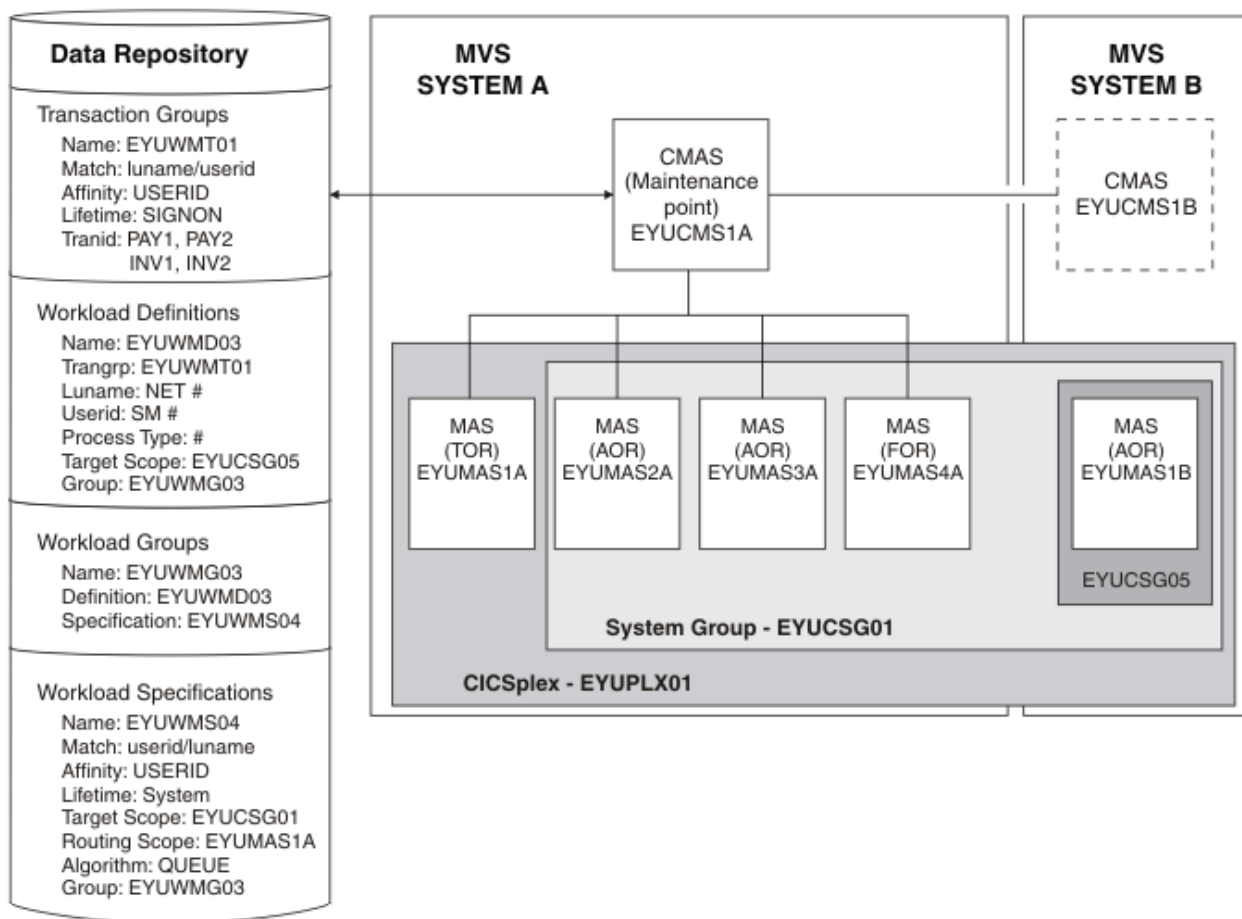 Data Repository
Transaction Groups
Name: EYUWMT01
Match: luname/userid
Affinity: USERID
Lifetime: SIGNON
Tranid: PAY1, PAY2
INV1, INV2
Workload Definitions
Name: EYUWMD03
Trangrp: EYUWMT01
Luname: NET #
Userid: SM #
Process Type: #
Target Scope: EYUCSG05
Group: EYUWMG03
Workload Groups
Name: EYUWMG03
Definition: EYUWMD03
Specification: EYUWMS04
Workload Specifications
Name: EYUWMS04
Match: userid/luname
Affinity: USERID
Lifetime: System
Target Scope: EYUCSG01
Routing Scope: EYUMAS1A
Algorithm: QUEUE
Group: EYUWMG03
MVS
SYSTEM A
CMAS
(Maintenance
point)
EYUCMS1A
MVS
SYSTEM B
CMAS
EYUCMS1B
MAS
(TOR)
EYUMAS1A
MAS
(AOR)
EYUMAS2A
MAS
(AOR)
EYUMAS3A
MAS
(FOR)
EYUMAS4A
MAS
(AOR)
EYUMAS1B
EYUCSG05
System Group - EYUCSG01
CICSplex - EYUPLX01